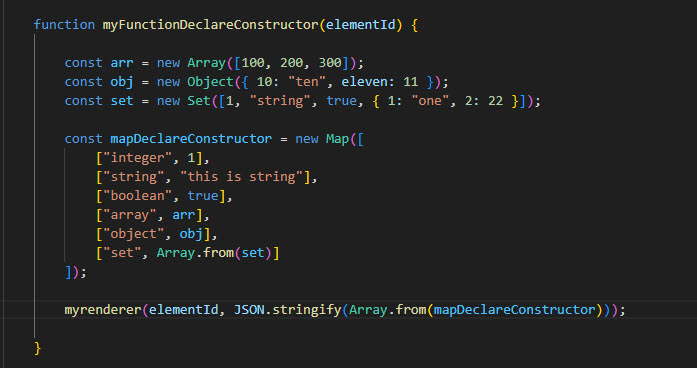 function myFunctionDeclareConstructor(elementId) {
const arr = new Array([100, 200, 300]);
const obj = new Object({ 10: "ten", eleven: 11 });
const set = new Set([1, "string", true, { 1: "one", 2: 22 }]);
const mapDeclareConstructor = new Map([
["integer", 1],
["string", "this is string"],
["boolean", true],
["array", arr],
["object", obj],
["set", Array.from(set)]
]);
myrenderer(elementId, JSON.stringify(Array.from(mapDeclareConstructor)));
}